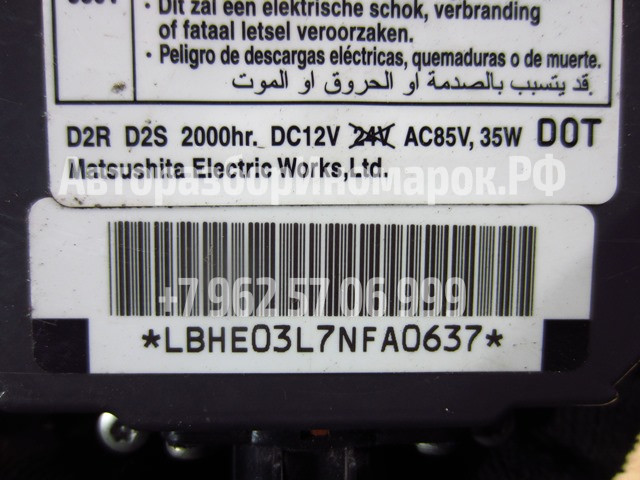 • Dit zal een elektrische schok, verbranding
of fataal letsel veroorzaken.
• Peligro de descargas eléctricas, quemaduras o de muerte.
قد يتسبب بالصدمة او الحروق او الموت.
D2R D2S 2000hr. DC12V 24V AC85V, 35W DOT
Matsushita Electric Works,Ltd.
АвторазборИномарок.РФ
+7 962 57 06 999
*LBHE03L7NFA0637*